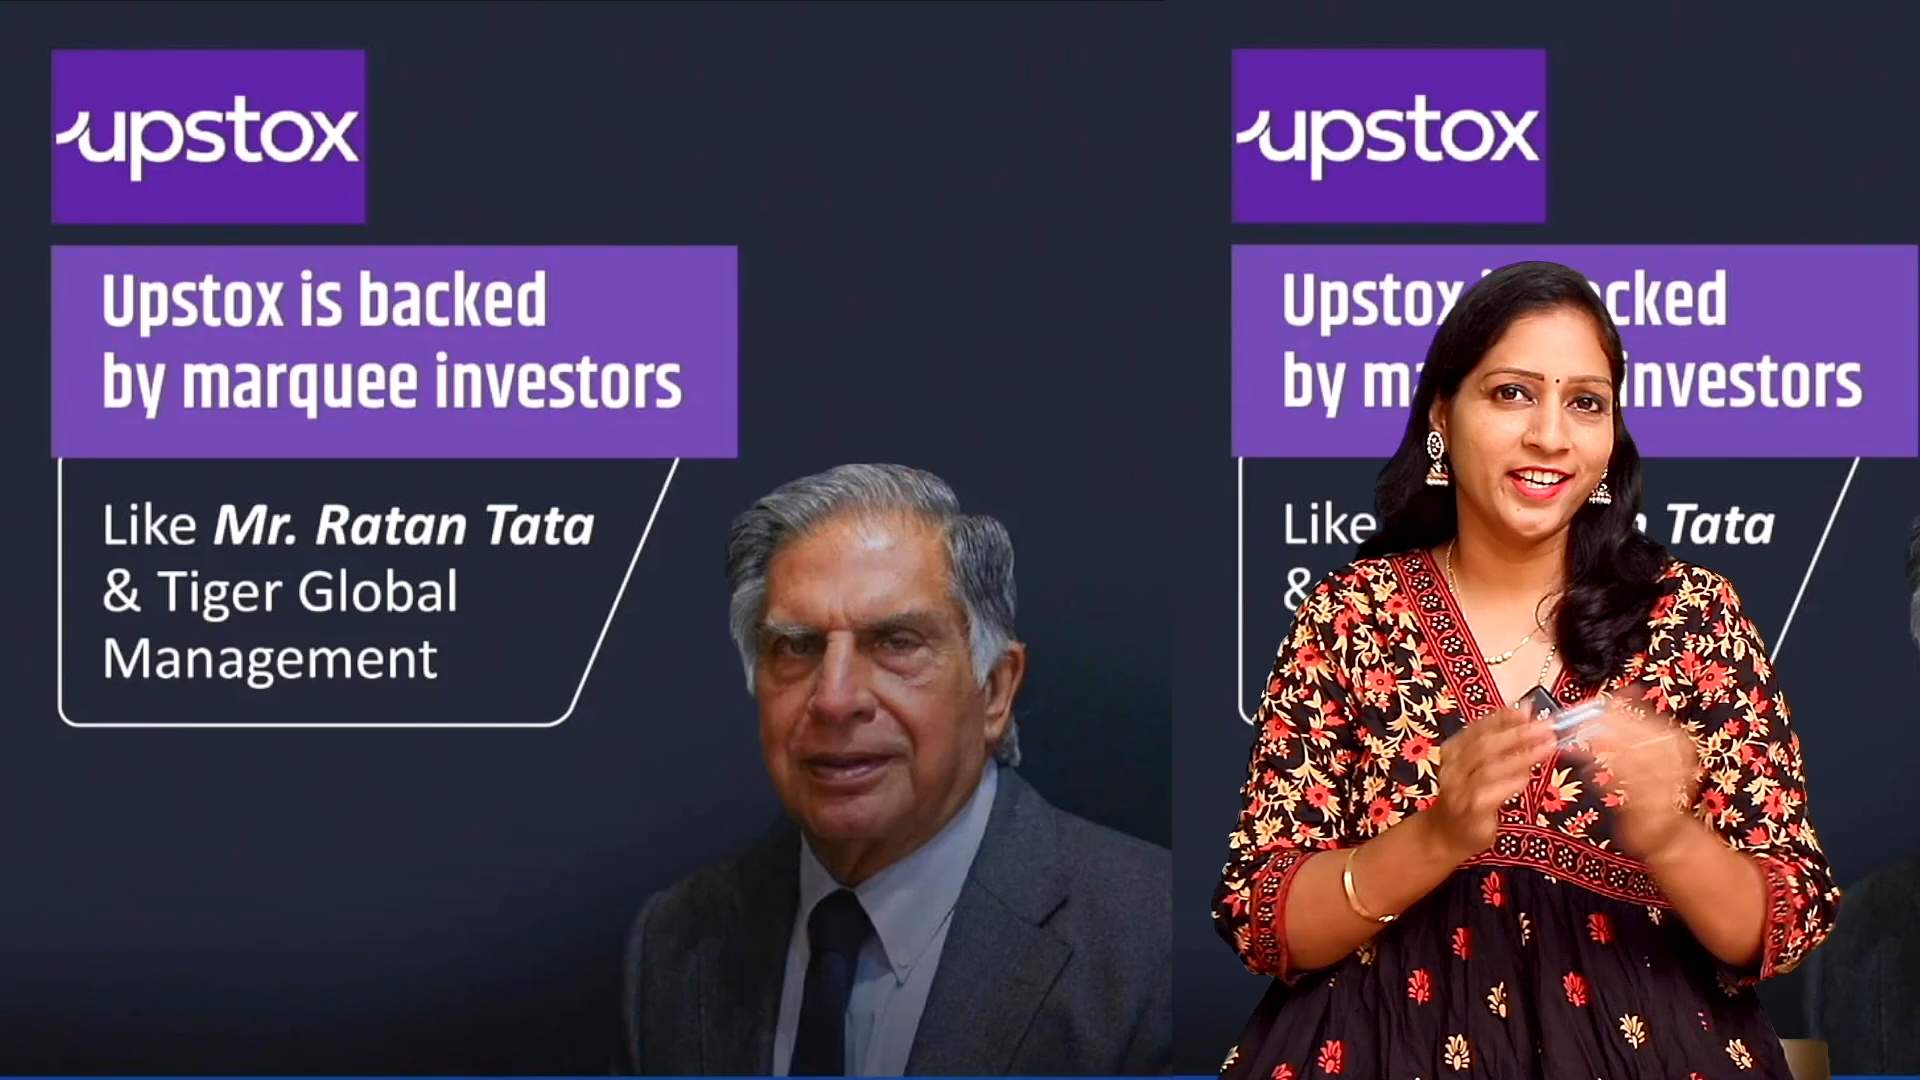 upstox
Upstox is backed
by marquee investors
Like Mr. Ratan Tata
& Tiger Global
Management
upstox
Upstox cked
by ma investors
Like Tata
&